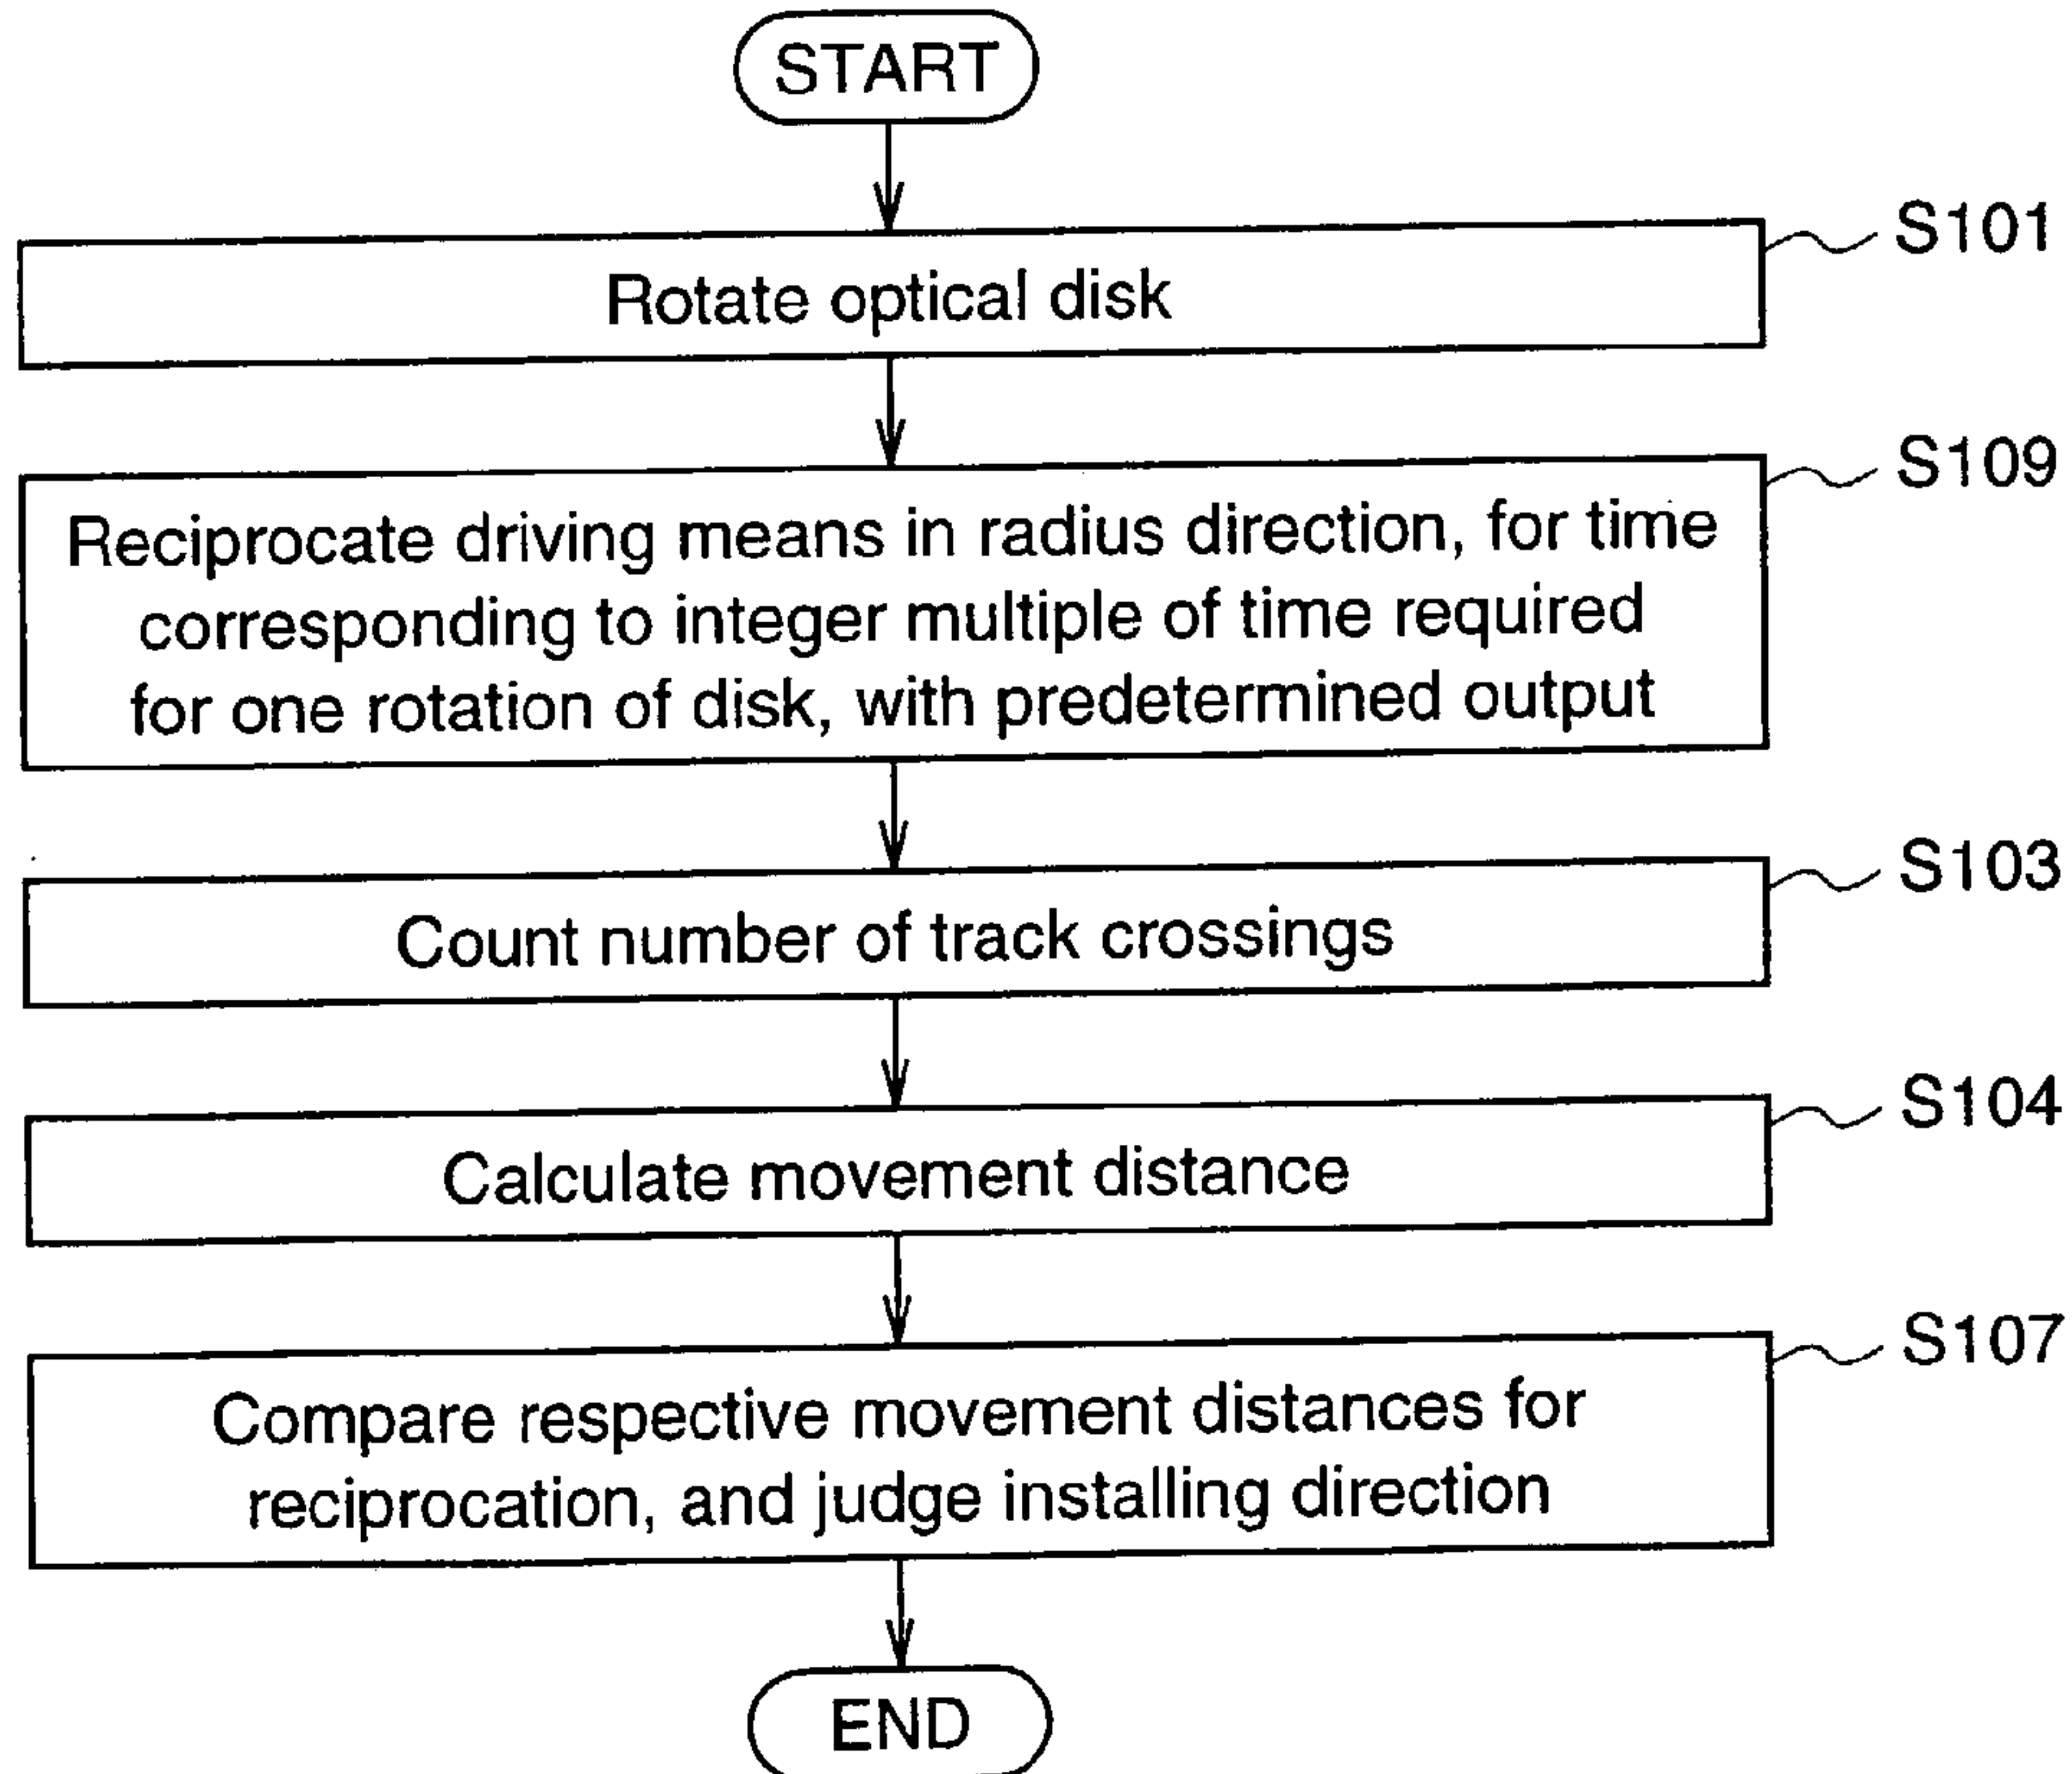 START
S101
Rotate optical disk
S109
Reciprocate driving means in radius direction, for time
corresponding to integer multiple of time required
for one rotation of disk, with predetermined output
S103
Count number of track crossings
S104
Calculate movement distance
S107
Compare respective movement distances for
reciprocation, and judge installing direction
END